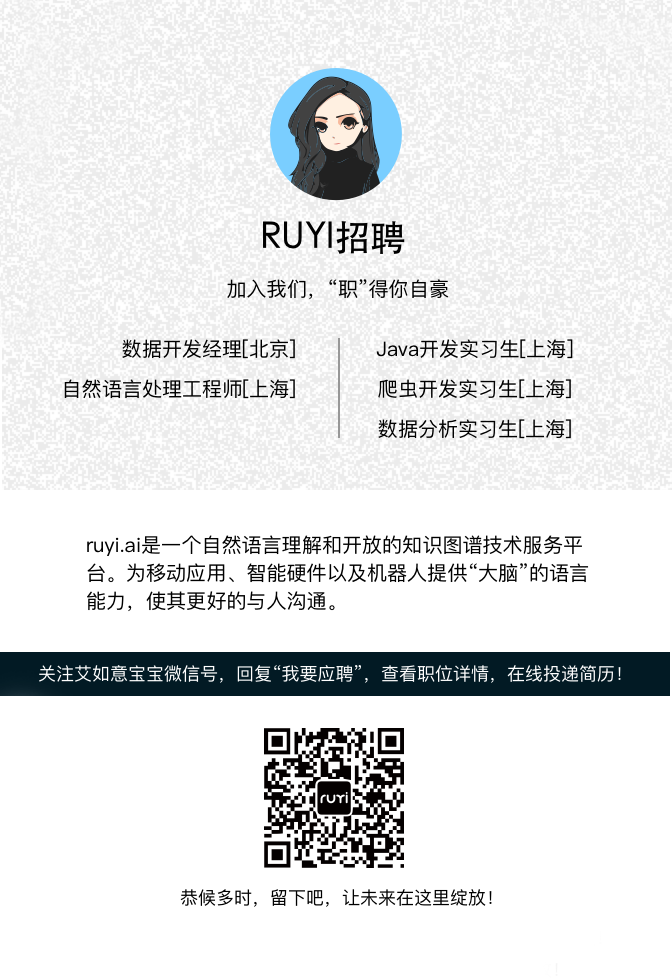 RUYI招聘
加入我们，“职”得你自豪
数据开发经理[北京]
自然语言处理工程师[上海]
Java开发实习生[上海]
爬虫开发实习生[上海]
数据分析实习生[上海]
ruyi.ai是一个自然语言理解和开放的知识图谱技术服务平
台。为移动应用、智能硬件以及机器人提供“大脑”的语言
能力，使其更好的与人沟通。
关注艾如意宝宝微信号，回复“我要应聘”，查看职位详情，在线投递简历！
ruyi
恭候多时，留下吧，让未来在这里绽放！